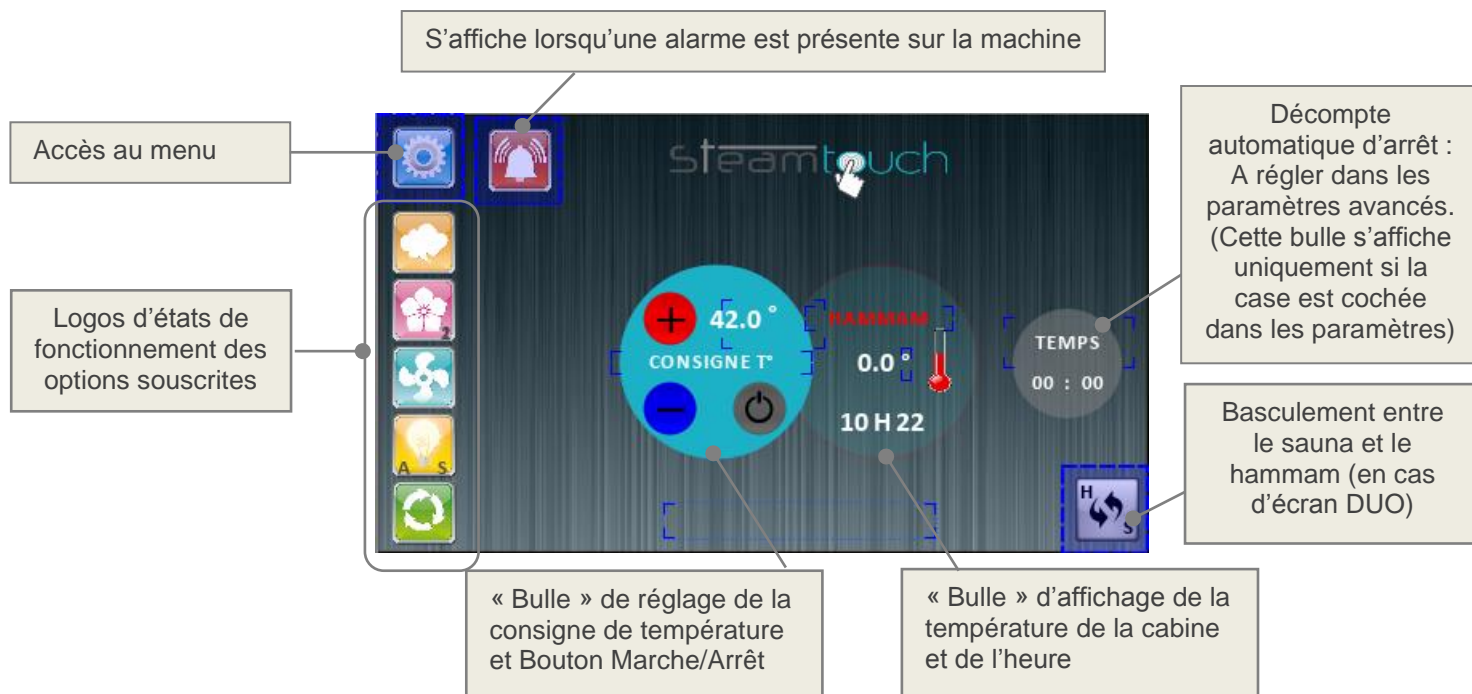 S’affiche lorsqu’une alarme est présente sur la machine
Accès au menu
Steamtouch
Décompte
automatique d’arrêt :
A régler dans les
paramètres avancés.
(Cette bulle s’affiche
uniquement si la
case est cochée
dans les paramètres)
Logos d’états de
fonctionnement des
options souscrites
2
A S
42.0 °
CONSIGNE T°
HAMMAM
0.0 °
10 H 22
TEMPS
00 : 00
H
S
Basculement entre
le sauna et le
hammam (en cas
d’écran DUO)
« Bulle » de réglage de la
consigne de température
et Bouton Marche/Arrêt
« Bulle » d’affichage de la
température de la cabine
et de l’heure